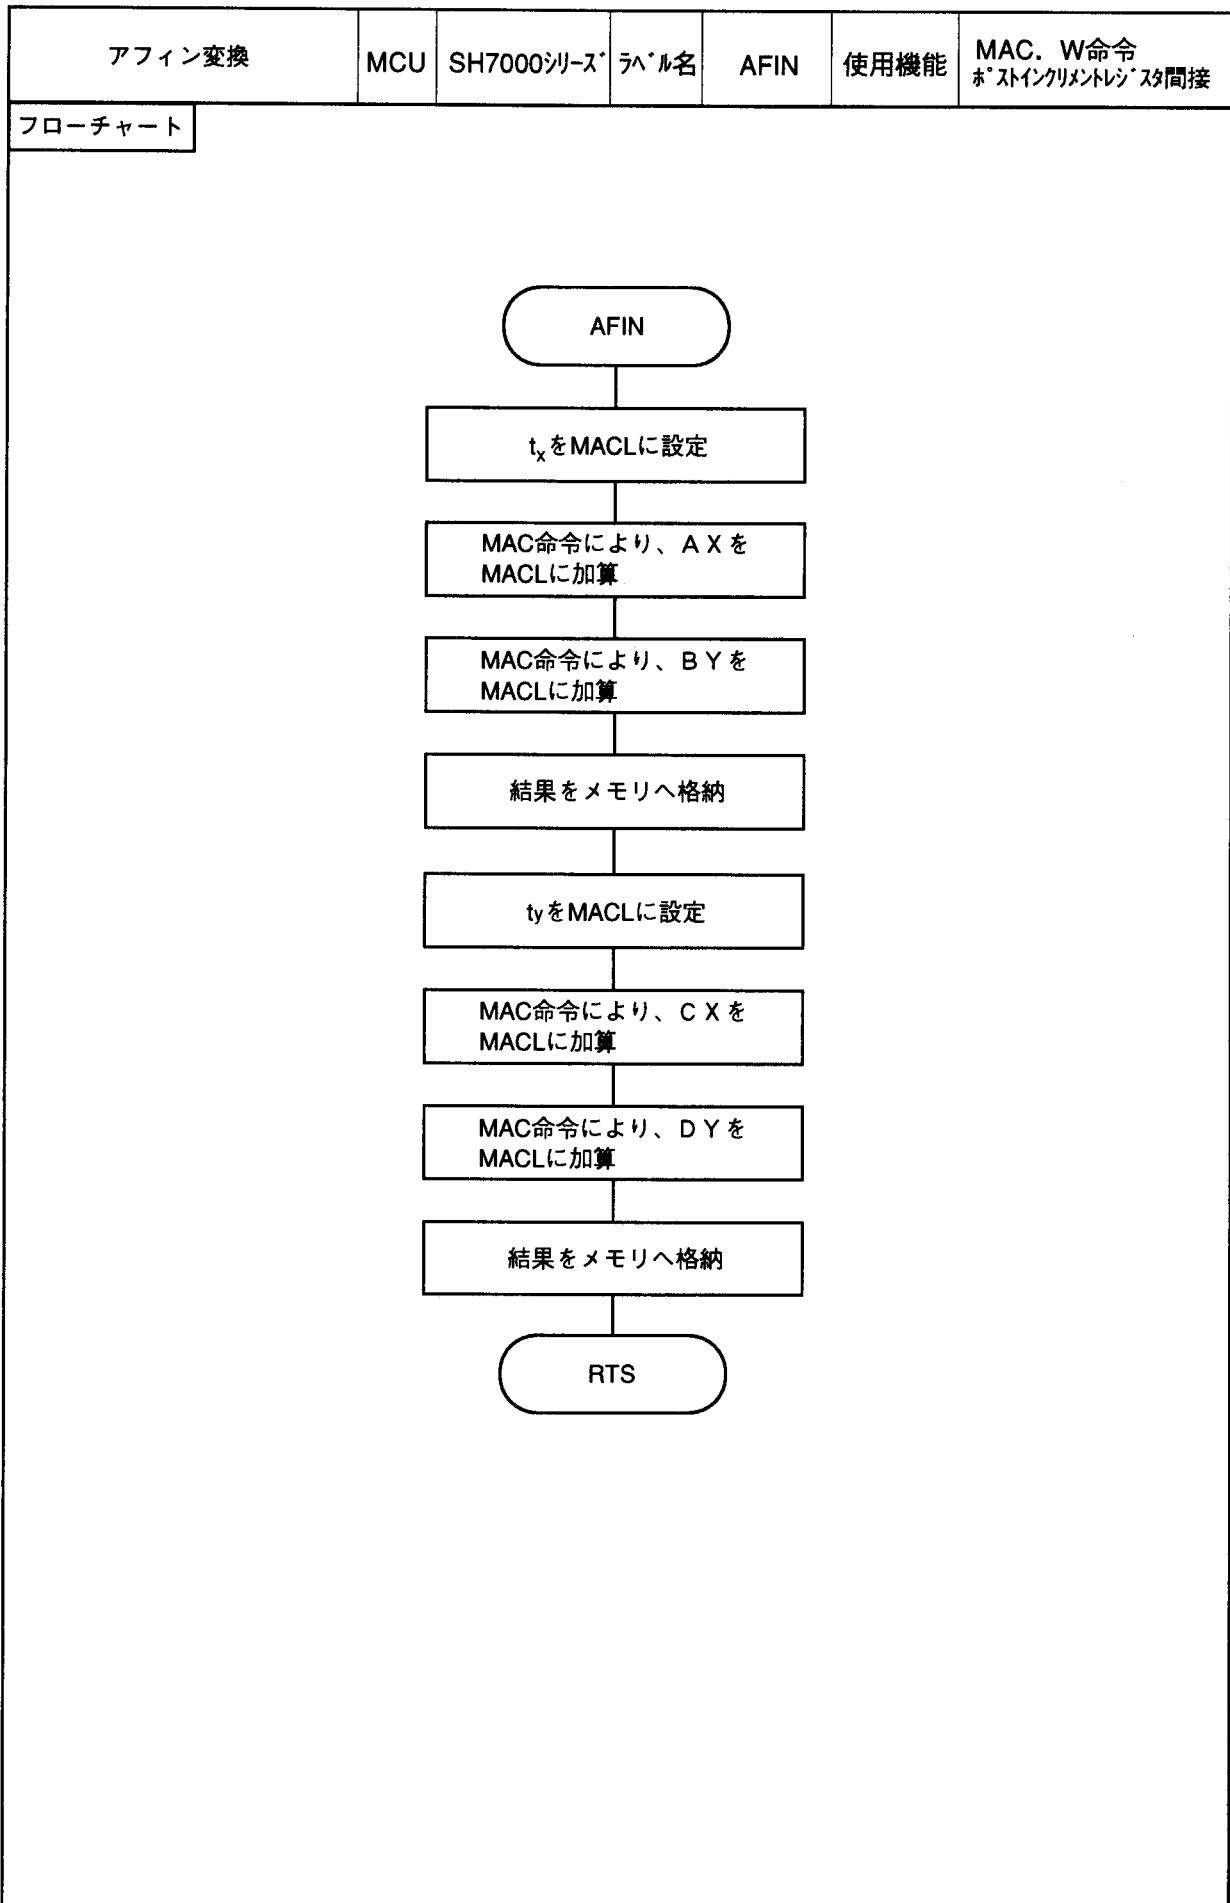 アフィン変換 MCU SH7000シリーズ ラベル名 AFIN 使用機能 MAC．W命令
ポストインクリメントレジスタ間接
フローチャート
AFIN
txをMACLに設定
MAC命令により、ＡＸを
MACLに加算
MAC命令により、ＢＹを
MACLに加算
結果をメモリへ格納
tyをMACLに設定
MAC命令により、ＣＸを
MACLに加算
MAC命令により、ＤＹを
MACLに加算
結果をメモリへ格納
RTS